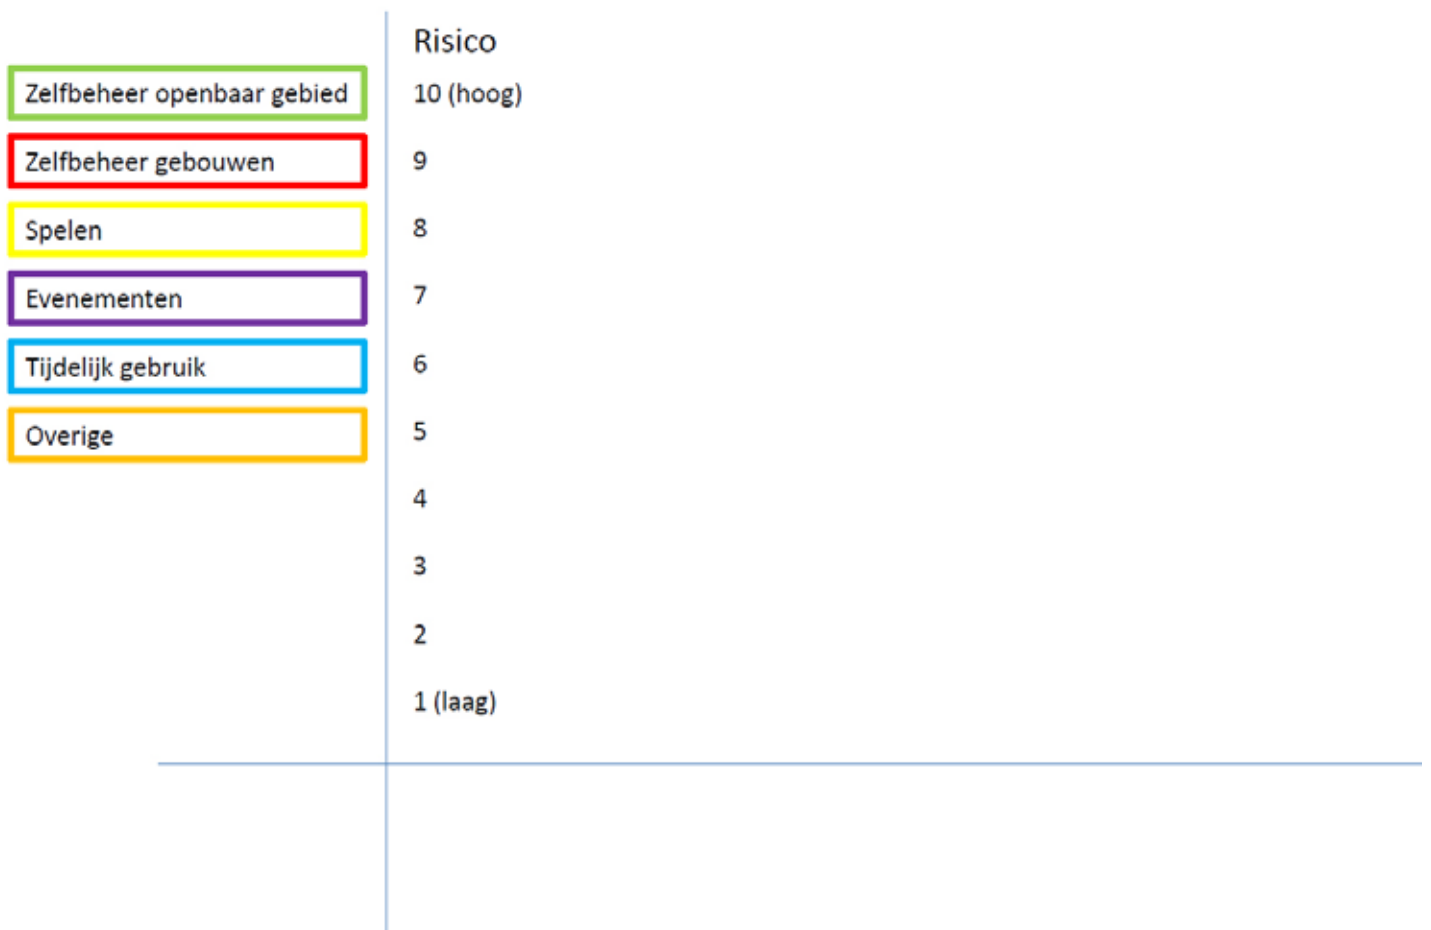 Risico
Zelfbeheer openbaar gebied
10 (hoog)
Zelfbeheer gebouwen
9
Spelen
8
Evenementen
7
Tijdelijk gebruik
6
Overige
5
4
3
2
1 (laag)